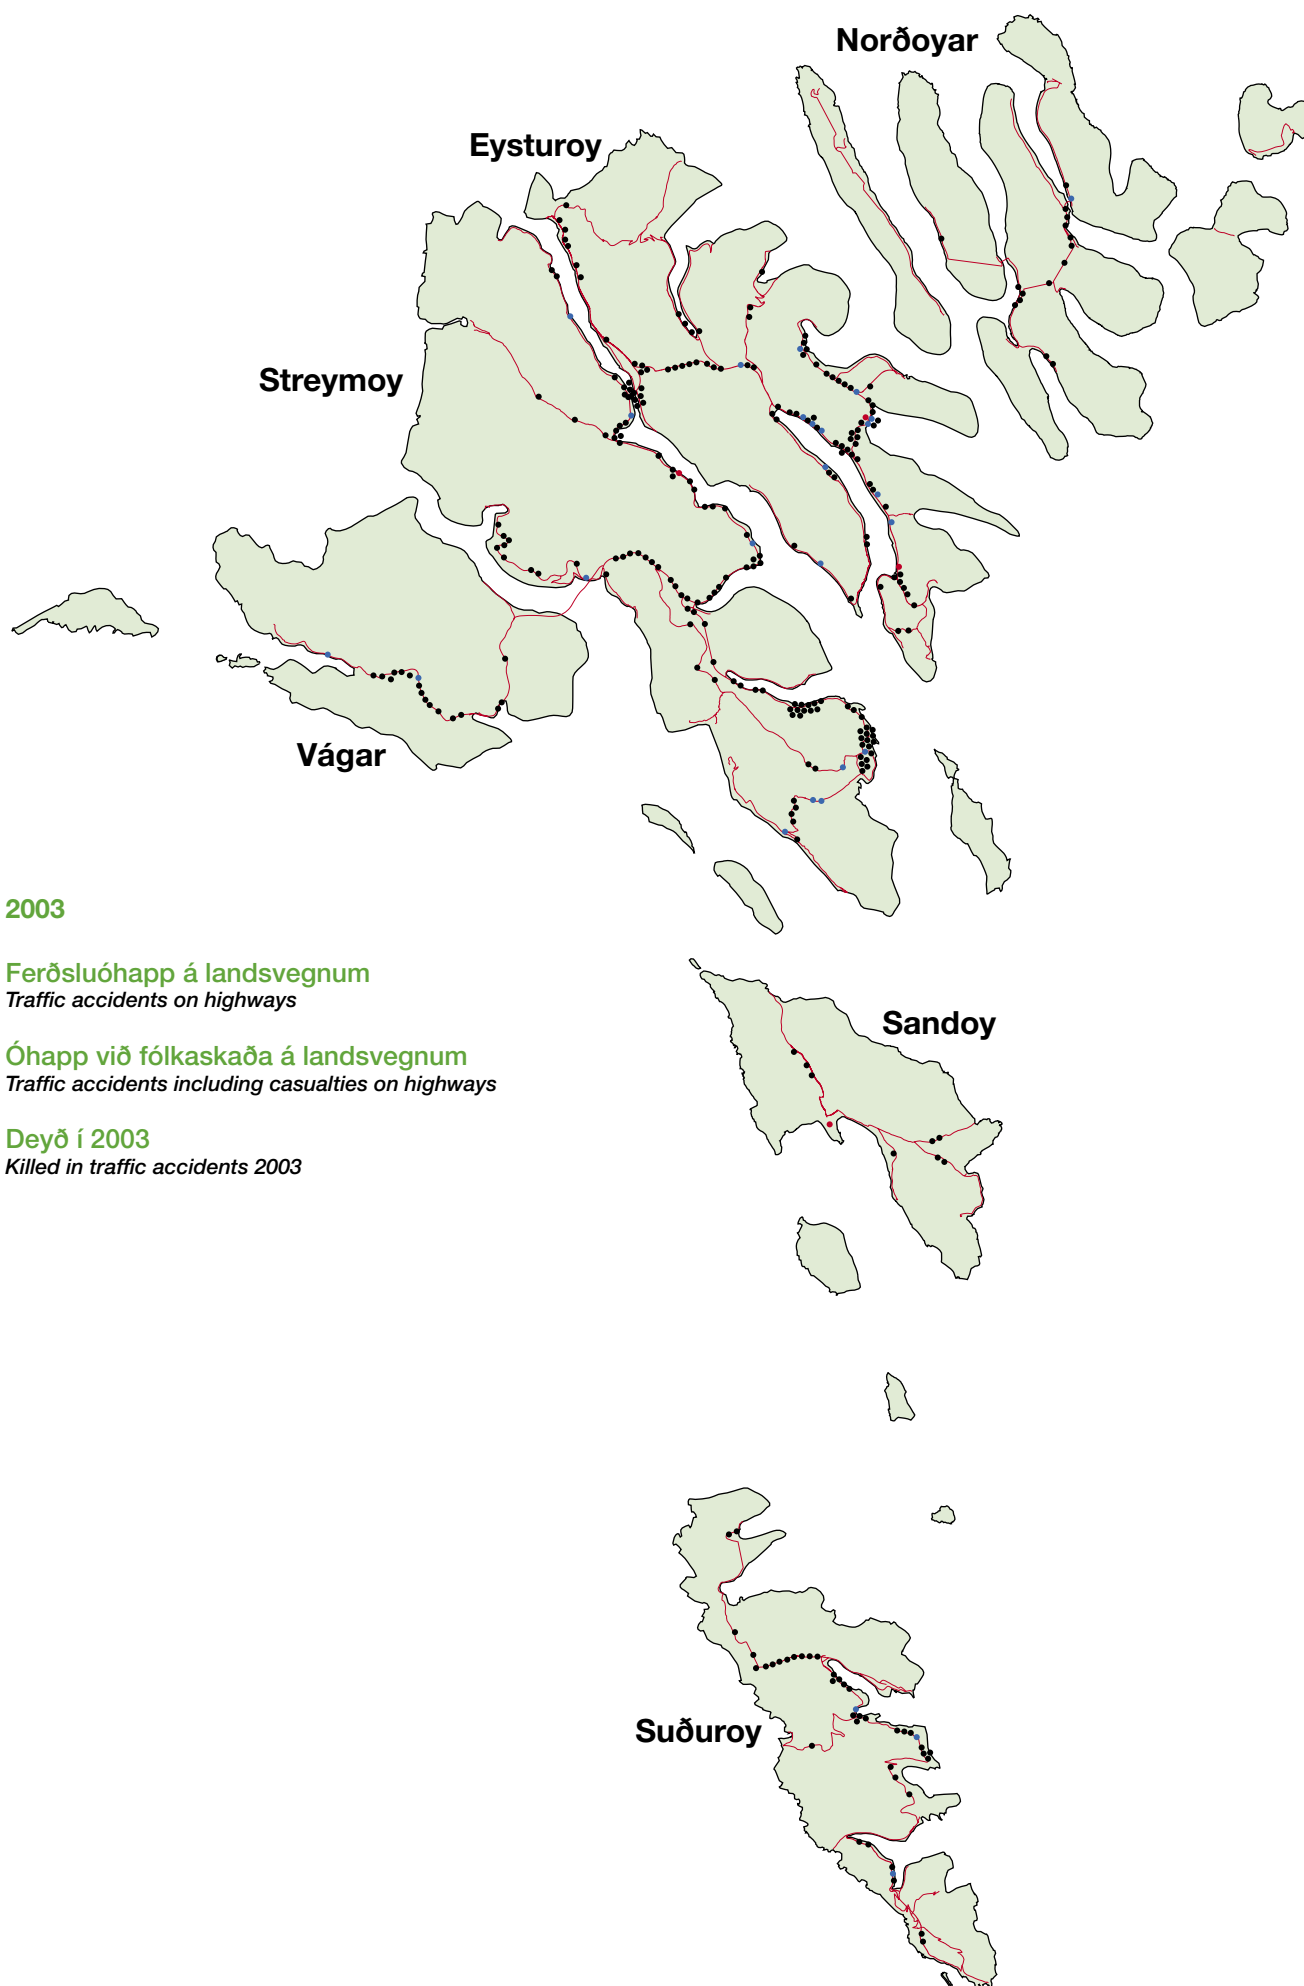 Norðoyar
Eysturoy
Streymoy
Vágar
2003
Ferðsluóhapp á landsvegnum
Traffic accidents on highways
Sandoy
Óhapp við fólkaskaða á landsvegnum
Traffic accidents including casualties on highways
Deyð í 2003
Killed in traffic accidents 2003
Suðuroy